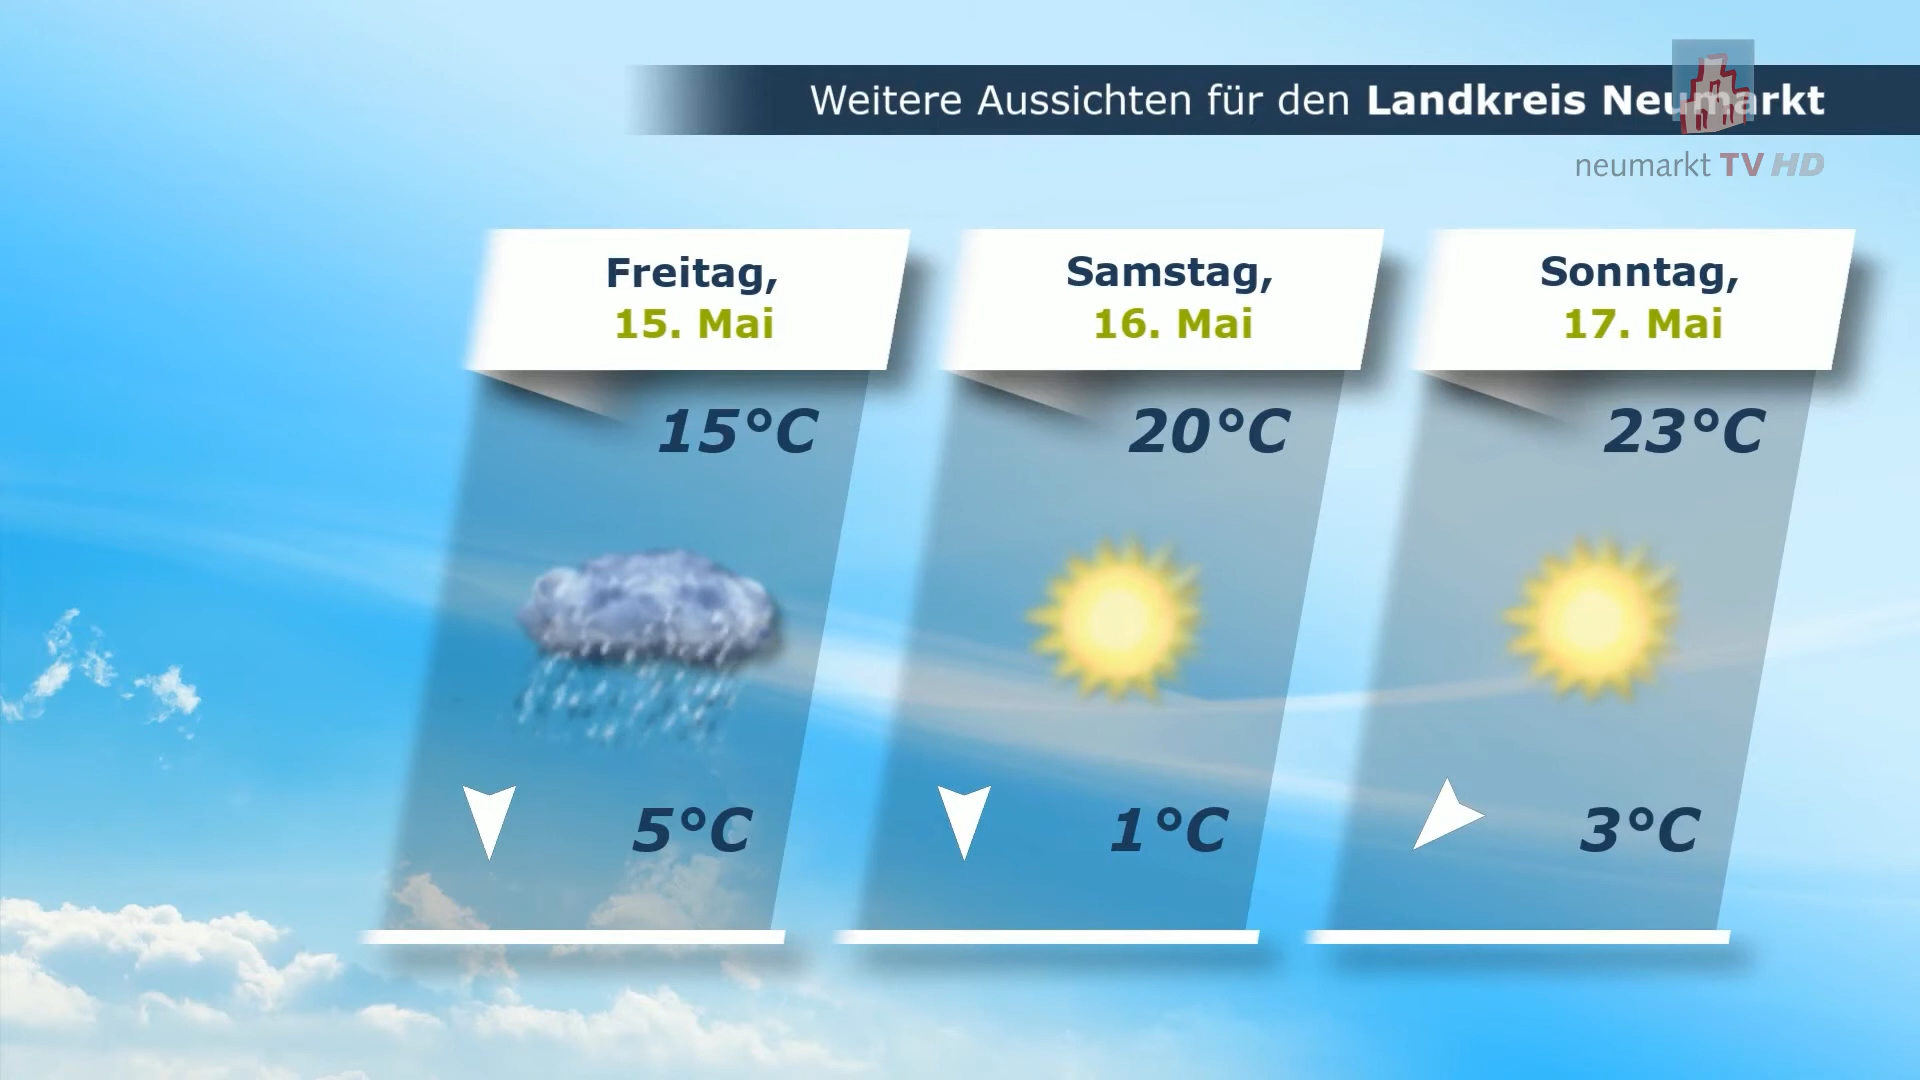 Weitere Aussichten für den Landkreis Neumarkt
neumarkt TV HD
Freitag,
15. Mai
15°C
5°C
Samstag,
16. Mai
20°C
1°C
Sonntag,
17. Mai
23°C
3°C